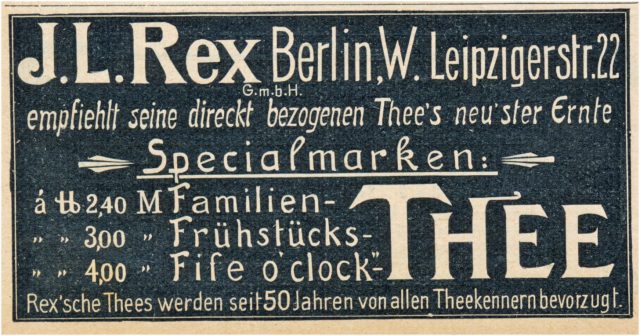 J.L.Rex Berlin,W. Leipzigerstr.22
G.m.b.H.
empfiehlt seine direckt bezogenen Thee's neu'ster Ernte
Specialmarken:
á ℔ 2,40 M Familien-
„ „ 3,00 „ Frühstücks-
„ „ 4,00 „ Fife o'clock-"
THEE
Rex'sche Thees werden seit 50 Jahren von allen Theekennern bevorzugt.